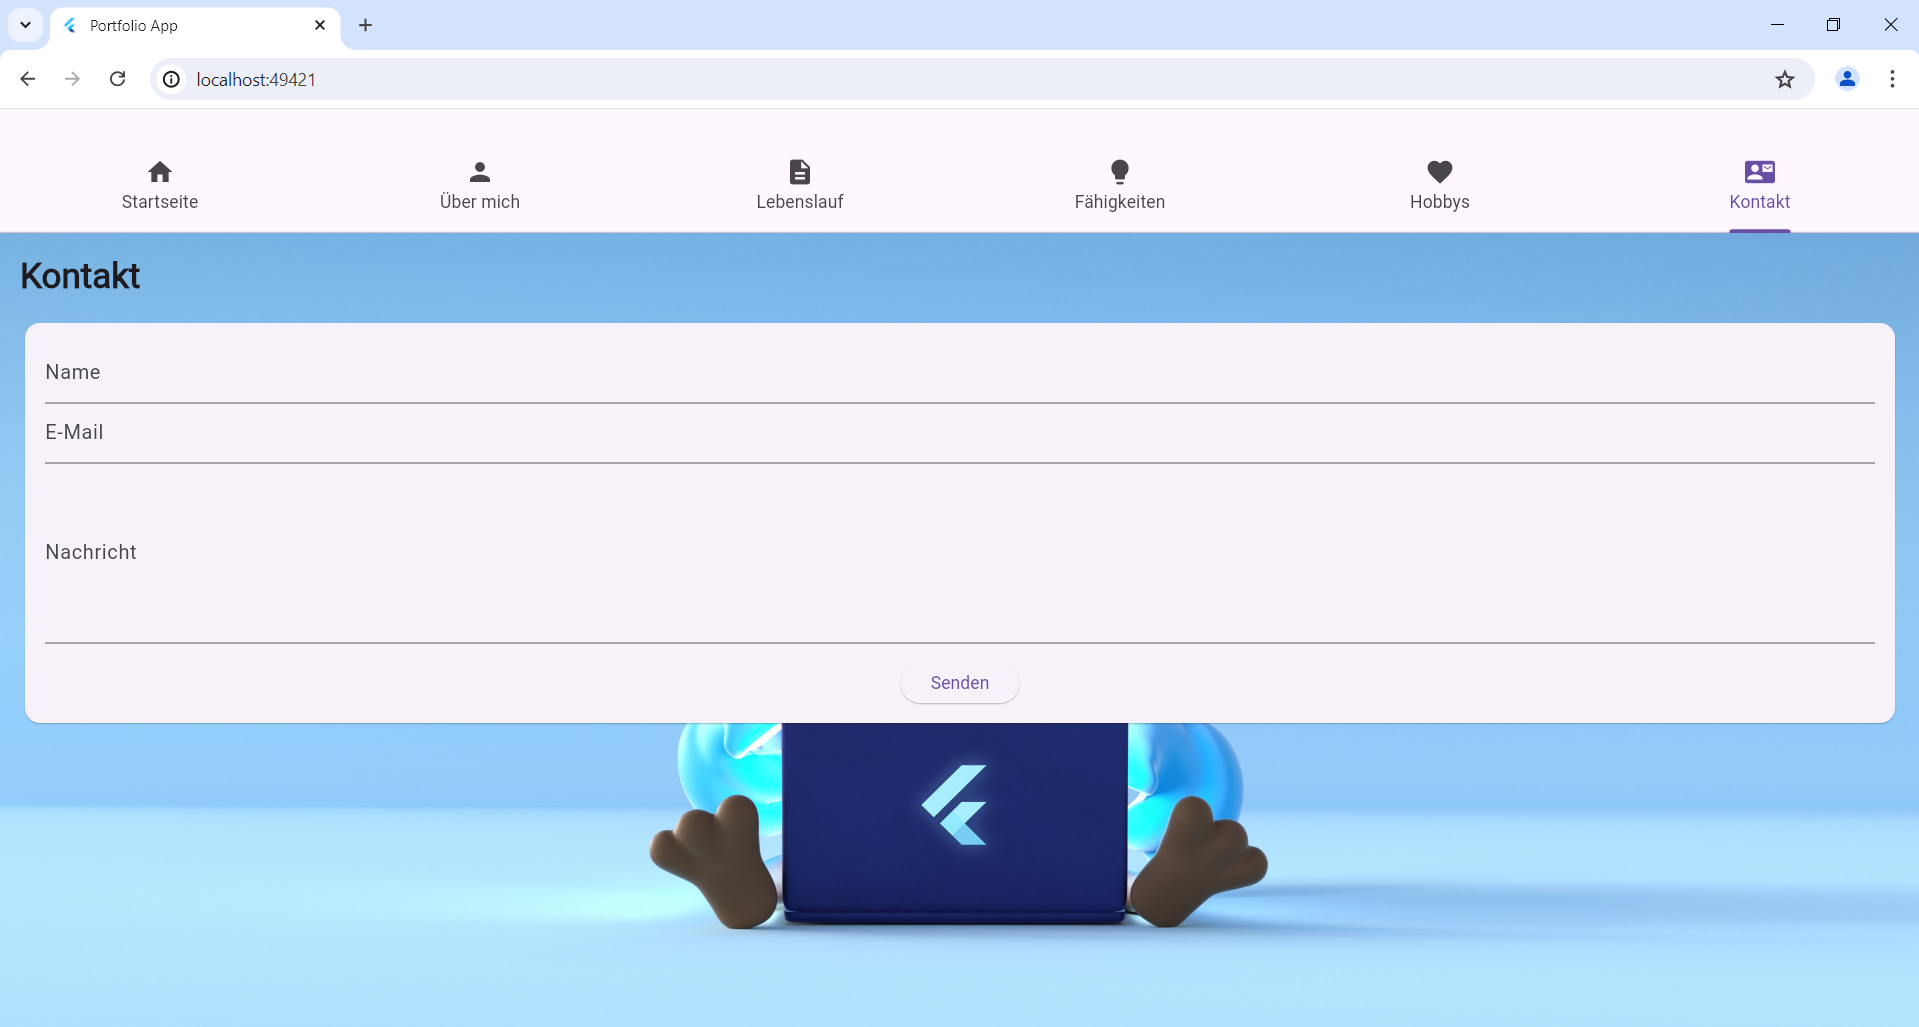 Portfolio App
localhost:49421
Startseite
Über mich
Lebenslauf
Fähigkeiten
Hobbys
Kontakt
Kontakt
Name
E-Mail
Nachricht
Senden